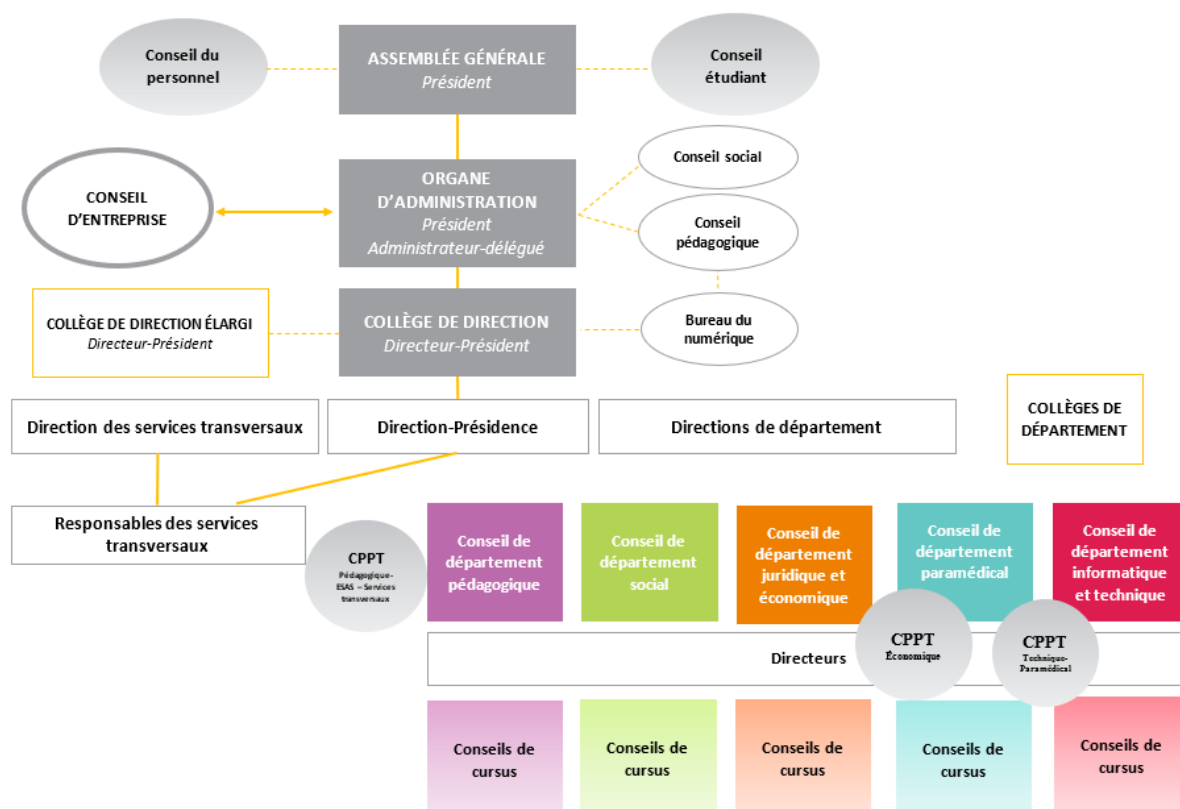 Conseil du
personnel
ASSEMBLÉE GÉNÉRALE
Président
Conseil
étudiant
CONSEIL
D'ENTREPRISE
ORGANE
D'ADMINISTRATION
Président
Administrateur-délégué
Conseil social
Conseil
pédagogique
COLLÈGE DE DIRECTION ÉLARGI
Directeur-Président
COLLÈGE DE DIRECTION
Directeur-Président
Bureau du
numérique
Direction des services transversaux
Direction-Présidence
Directions de département
COLLÈGES DE
DÉPARTEMENT
Responsables des services
transversaux
CPPT
Pédagogique-
ESAS – Services
transversaux
Conseil de
département
pédagogique
Conseil de
département
social
Conseil de
département
juridique et
économique
Conseil de
département
paramédical
Conseil de
département
informatique
et technique
Directeurs
CPPT
Économique
CPPT
Technique-
Paramédical
Conseils de
cursus
Conseils de
cursus
Conseils de
cursus
Conseils de
cursus
Conseils de
cursus